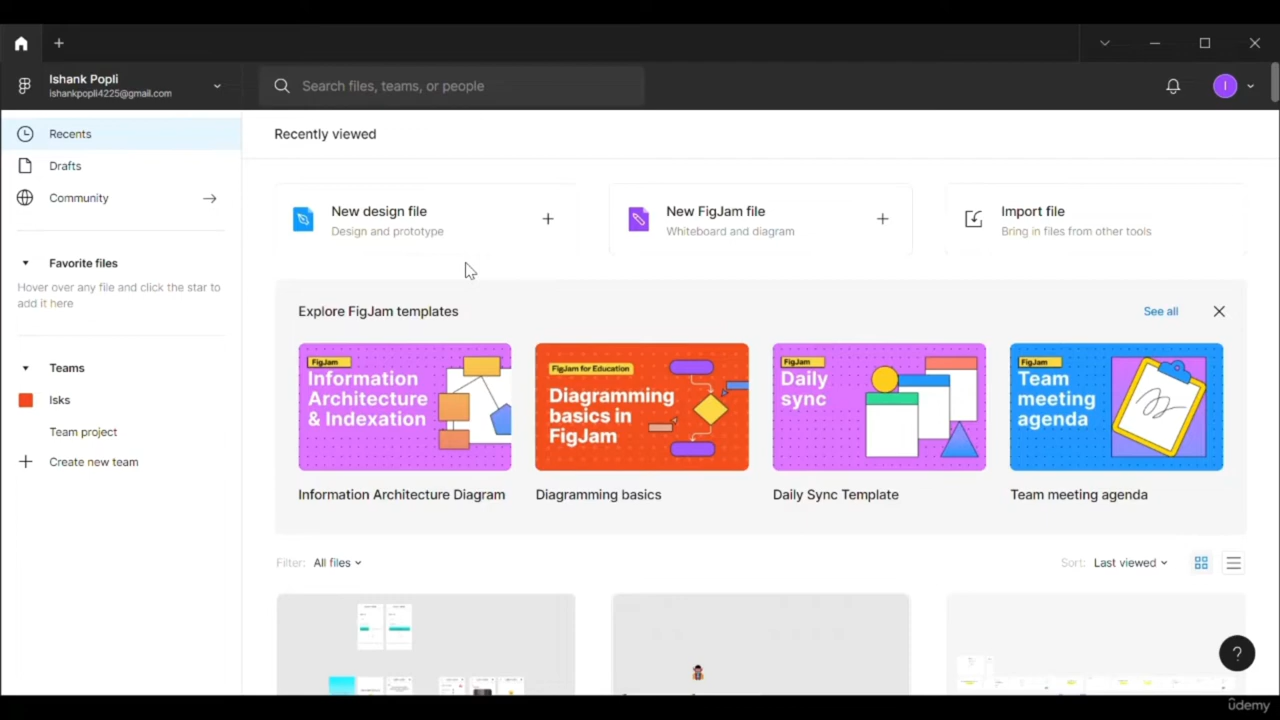 Ishank Popli
ishankpopli4225@gmail.com
Search files, teams, or people
I
Recents
Drafts
Community
Favorite files
Hover over any file and click the star to
add it here
Teams
Isks
Team project
Create new team
Recently viewed
New design file
Design and prototype
New FigJam file
Whiteboard and diagram
Import file
Bring in files from other tools
Explore FigJam templates
See all
FigJam
Information
Architecture
& Indexation
Information Architecture Diagram
FigJam for Education
Diagramming
basics in
FigJam
Diagramming basics
FigJam
Daily
sync
Daily Sync Template
FigJam
Team
meeting
agenda
Team meeting agenda
Filter: All files
Sort: Last viewed
?
ûdemy